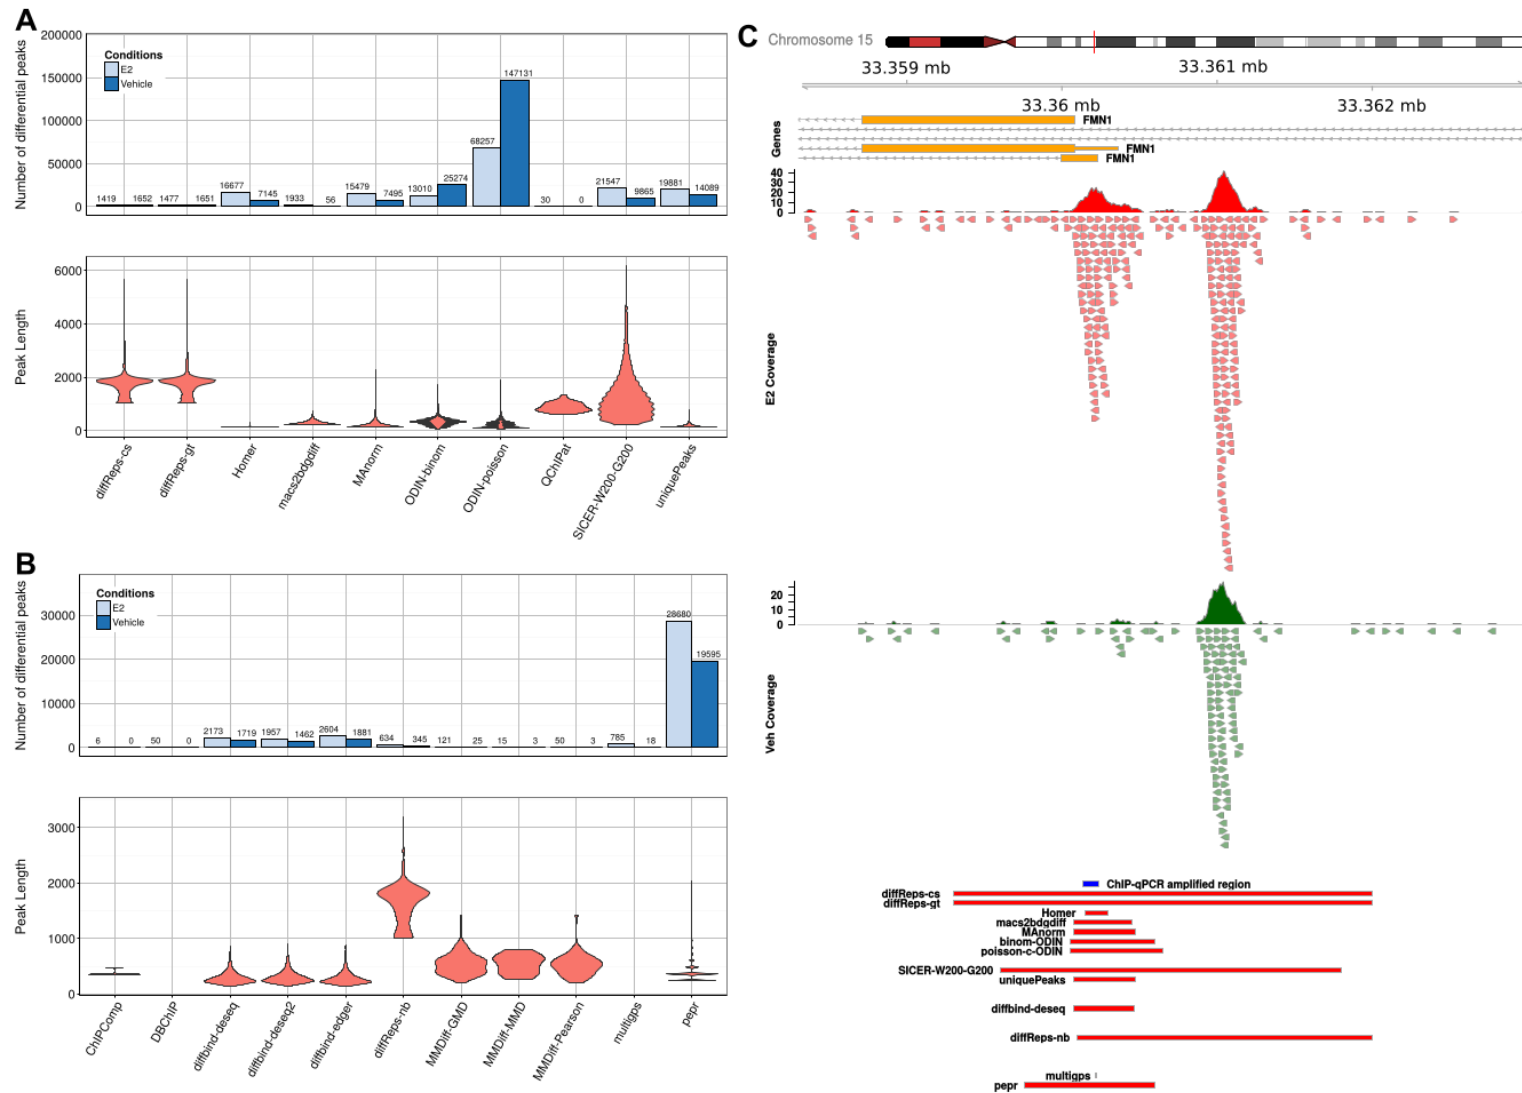 A
Number of differential peaks
200000
150000
100000
50000
0
Conditions
E2
Vehicle
1419 1652 1477 1651 16677 7145 1933 56 15479 7495 13010 25274 68257 147131 30 0 21547 9865 19881 14089
Peak Length
6000
4000
2000
0
diffReps-cs diffReps-gt Homer macs2bdgdiff MAnorm ODIN-binom ODIN-poisson QChIPat SICER-W200-G200 uniquePeaks
B
Number of differential peaks
30000
20000
10000
0
Conditions
E2
Vehicle
6 0 50 0 2173 1719 1957 1462 2604 1881 634 345 121 25 15 3 50 3 785 18 28680 19595
Peak Length
3000
2000
1000
0
ChIPComp DBChIP diffbind-deseq diffbind-deseq2 diffbind-edger diffReps-nb MMDiff-GMD MMDiff-MMD MMDiff-Pearson multigps pepr
C
Chromosome 15
33.359 mb 33.361 mb
33.36 mb 33.362 mb
Genes
FMN1
FMN1
FMN1
40
30
20
10
0
E2 Coverage
20
10
0
Veh Coverage
ChIP-qPCR amplified region
diffReps-cs
diffReps-gt
Homer
macs2bdgdiff
MAnorm
binom-ODIN
poisson-c-ODIN
SICER-W200-G200
uniquePeaks
diffbind-deseq
diffReps-nb
multigps
pepr